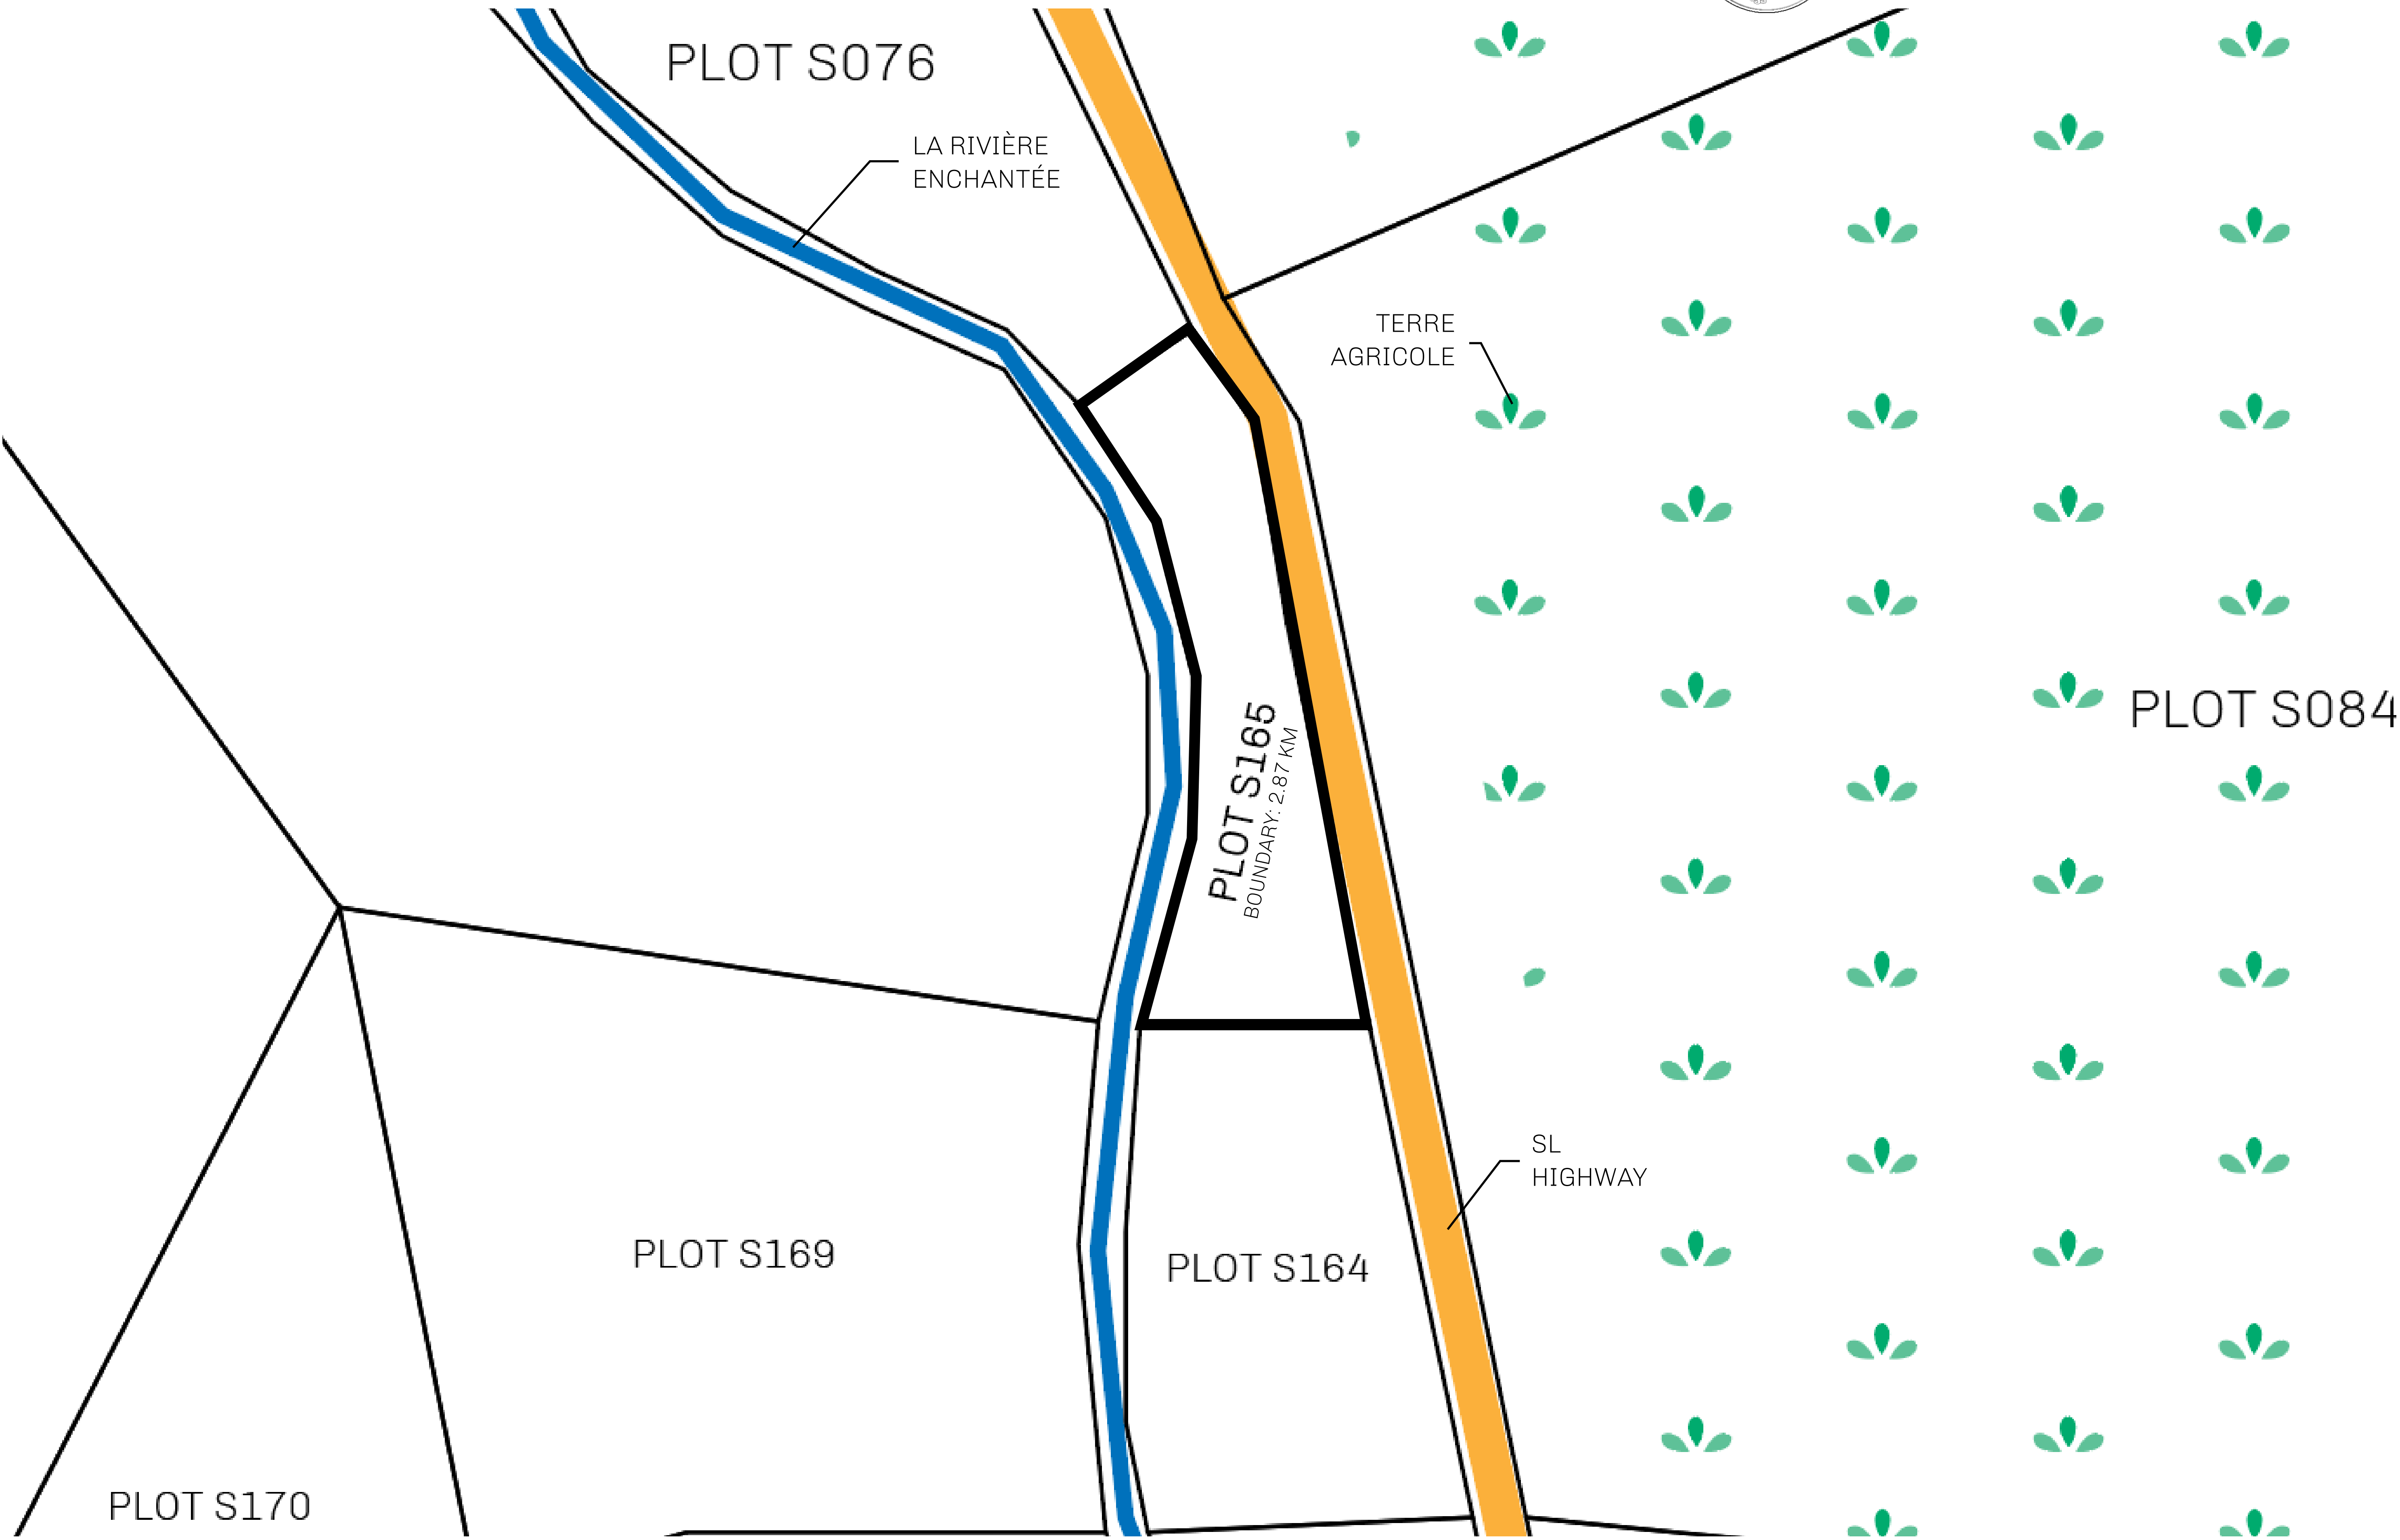 PLOT S076
LA RIVIÈRE
ENCHANTÉE
TERRE
AGRICOLE
PLOT S165
BOUNDARY: 2.87 KM
PLOT S084
SL
HIGHWAY
PLOT S169
PLOT S164
PLOT S170